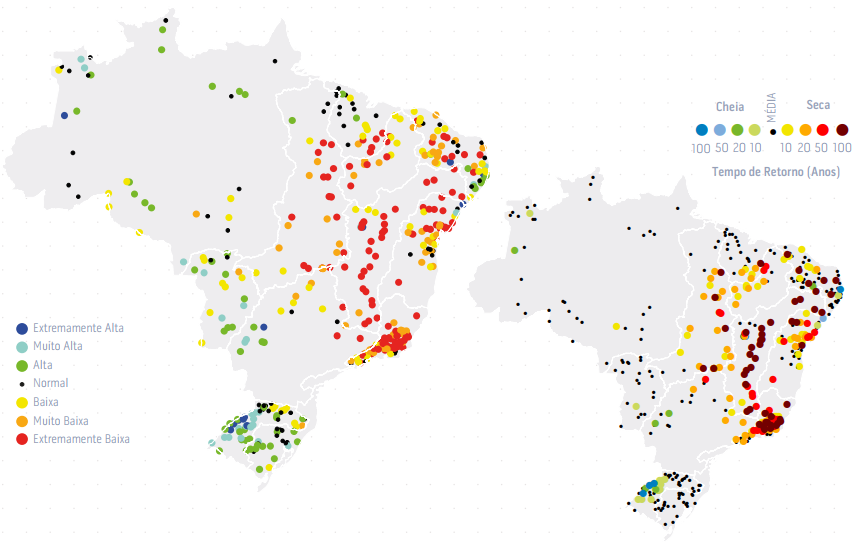 Cheia
MÉDIA
Seca
100 50 20 10 10 20 50 100
Tempo de Retorno (Anos)
Extremamente Alta
Muito Alta
Alta
Normal
Baixa
Muito Baixa
Extremamente Baixa